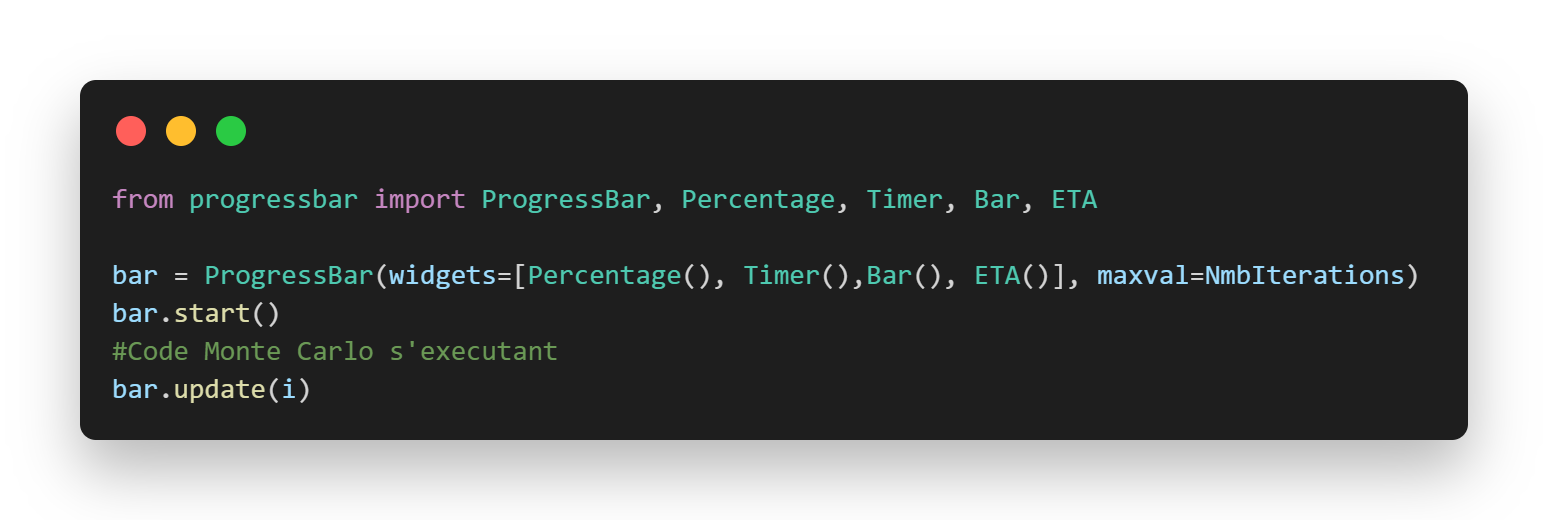 from progressbar import ProgressBar, Percentage, Timer, Bar, ETA
bar = ProgressBar(widgets=[Percentage(), Timer(),Bar(), ETA()], maxval=NmbIterations)
bar.start()
#Code Monte Carlo s'executant
bar.update(i)